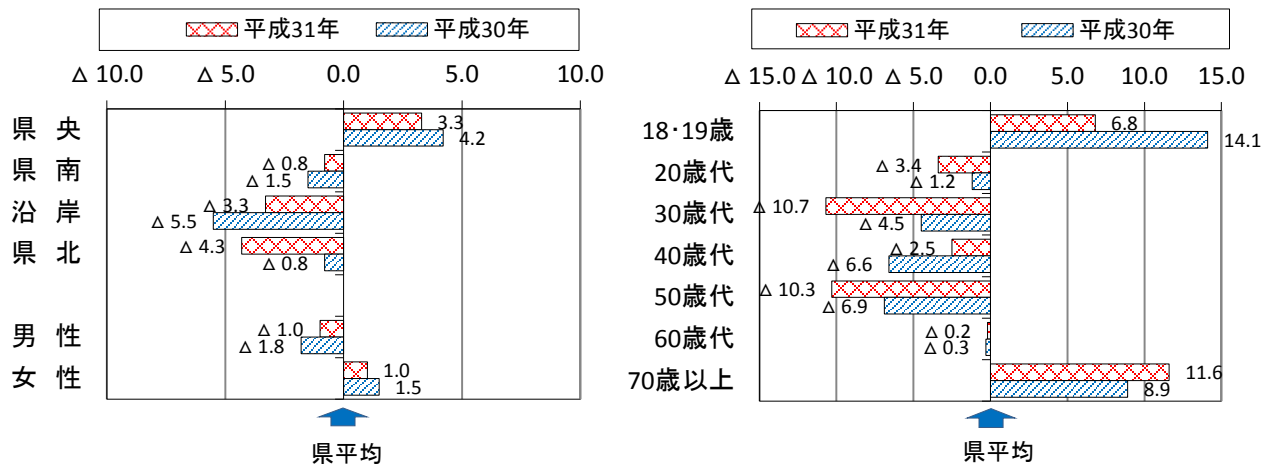 平成31年 平成30年
△ 10.0 △ 5.0 0.0 5.0 10.0
県 央 3.3
4.2
県 南 △ 0.8
△ 1.5
沿 岸 △ 3.3
△ 5.5
県 北 △ 4.3
△ 0.8
男 性 △ 1.0
△ 1.8
女 性 1.0
1.5
県平均
平成31年 平成30年
△ 15.0 △ 10.0 △ 5.0 0.0 5.0 10.0 15.0
18･19歳 6.8
14.1
20歳代 △ 3.4
△ 1.2
30歳代 △ 10.7
△ 4.5
40歳代 △ 2.5
△ 6.6
50歳代 △ 10.3
△ 6.9
60歳代 △ 0.2
△ 0.3
70歳以上 11.6
8.9
県平均